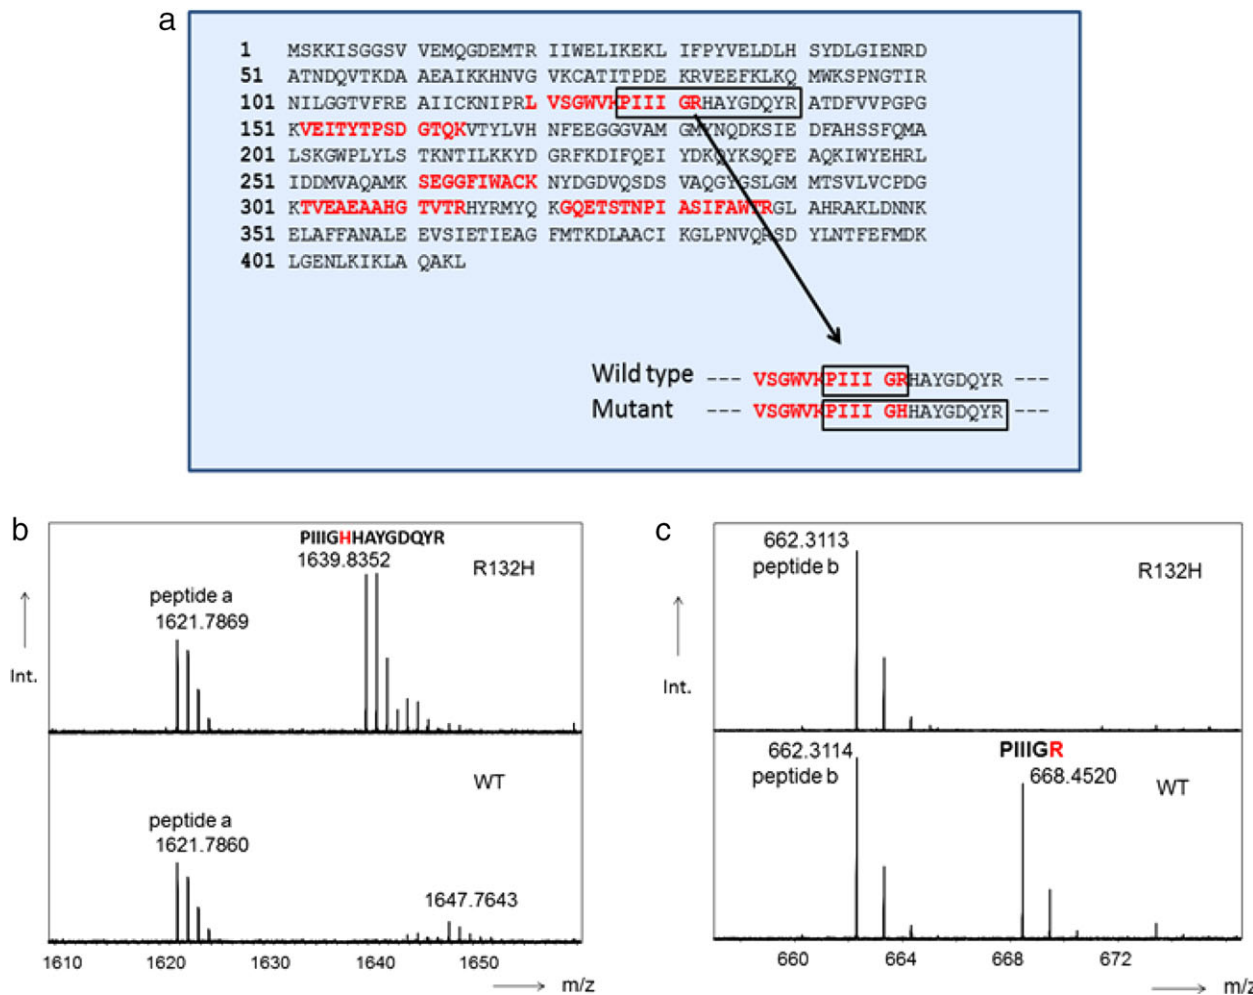 a
1 MSKKISGGSV VEMQGDEMTR IIWELIKEKL IFPYVELDLH SYDLGIENRD
51 ATNDQVTKDA AEAIKKHNVG VKCATITPDE KRVEEFKLKQ MWKSPNGTIR
101 NILGGTVFRE AIICKNIPRL VSGWVKPIII GRHAYGDQYR ATDFVVPGPG
151 KVEITYTPSD GTQKVTYLVH NFEEGGGVAM GMYNQDKSIE DFAHSSFQMA
201 LSKGWPLYLS TKNTILKKYD GRFKDIFQEI YDKQYKSQFE AQKIWYEHRL
251 IDDMVAQAMK SEGGFIWACK NYDGDVQSDS VAQGYGSLGM MTSVLVCPDG
301 KTVEAEAAHG TVTRHYRMYQ KGQETSTNPI ASIFAWTRGL AHRAKLDNNK
351 ELAFFANALE EVSIETIEAG FMTKDLAACI KGLPNVQRSD YLNTFEFMDK
401 LGENLKIKLA QAKL
Wild type --- VSGWVKPIII GRHAYGDQYR ---
Mutant --- VSGWVKPIII GHHAYGDQYR ---
b
PIIIGHHAYGDQYR
1639.8352
R132H
peptide a
1621.7869
Int.
WT
peptide a
1621.7860
1647.7643
1610 1620 1630 1640 1650
m/z
c
662.3113
peptide b
R132H
Int.
662.3114
peptide b
PIIIGR
668.4520
WT
660 664 668 672
m/z